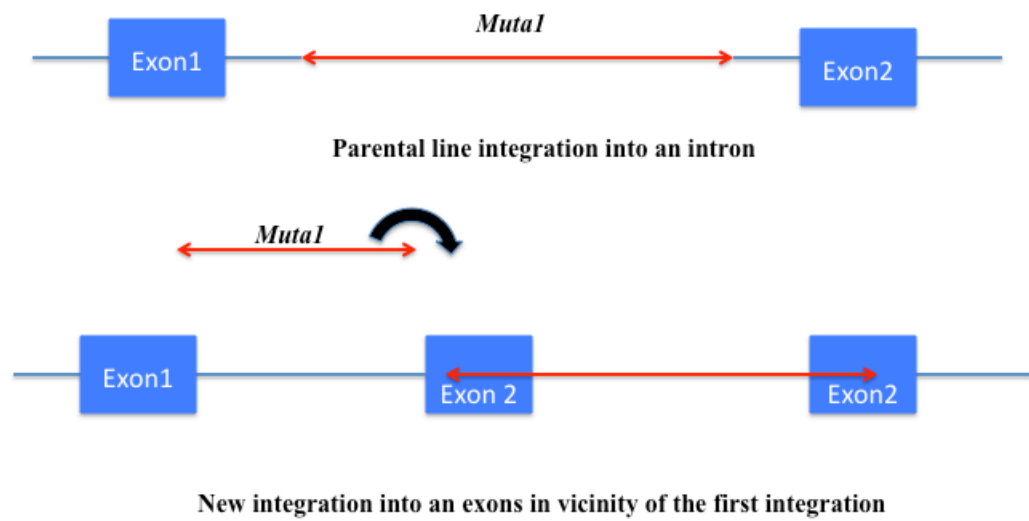 Muta1
Exon1
Exon2
Parental line integration into an intron
Muta1
Exon1
Exon 2
Exon2
New integration into an exons in vicinity of the first integration